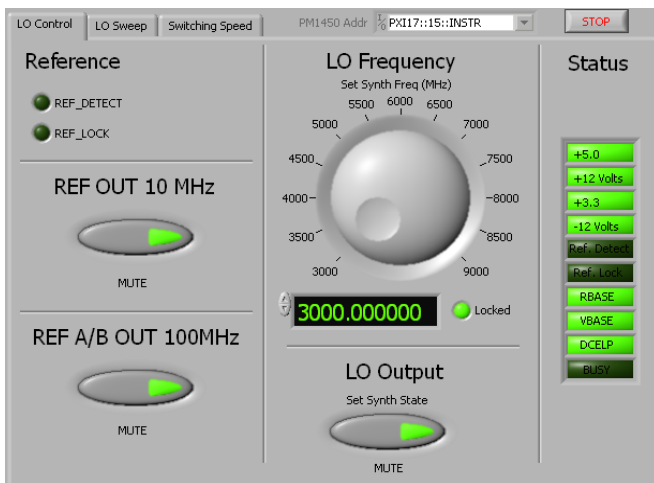 LO Control LO Sweep Switching Speed PM1450 Addr PXI17::15::INSTR STOP
Reference
REF_DETECT
REF_LOCK
REF OUT 10 MHz
MUTE
REF A/B OUT 100MHz
MUTE
LO Frequency
Set Synth Freq (MHz)
5500 6000 6500
5000 7000
4500 7500
4000 8000
3500 8500
3000 9000
3000.000000 Locked
LO Output
Set Synth State
MUTE
Status
+5.0
+12 Volts
+3.3
-12 Volts
Ref. Detect
Ref. Lock
RBASE
VBASE
DCELP
BUSY